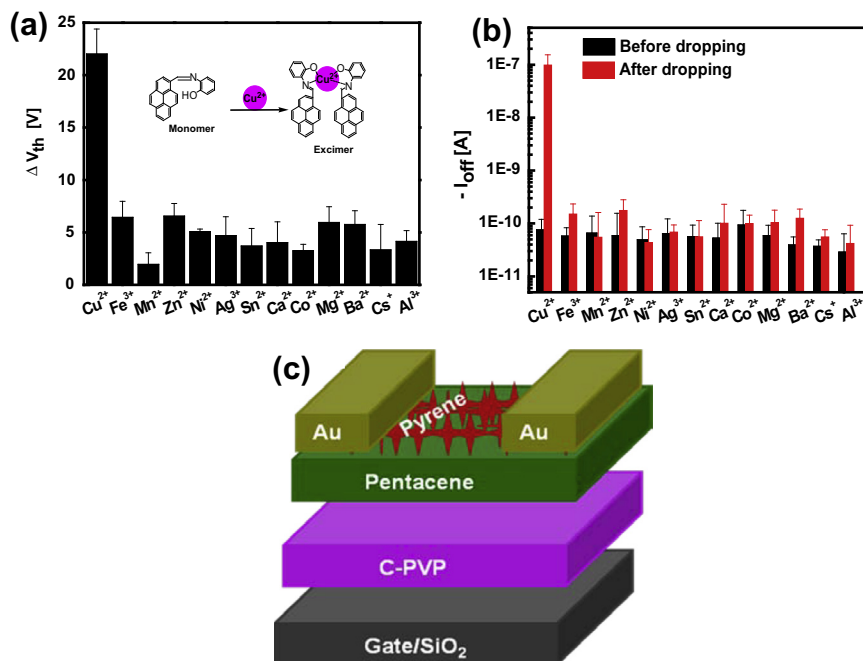 (a)
25
20
15
10
5
0
Δ V_th [V]
Monomer
HO
N
Cu²⁺
O
O
Cu²⁺
N
N
Excimer
Cu²⁺ Fe³⁺ Mn²⁺ Zn²⁺ Ni²⁺ Ag³⁺ Sn²⁺ Ca²⁺ Co²⁺ Mg²⁺ Ba²⁺ Cs⁺ Al³⁺
(b)
Before dropping
After dropping
1E-7
1E-8
1E-9
1E-10
1E-11
- I_off [A]
Cu²⁺ Fe³⁺ Mn²⁺ Zn²⁺ Ni²⁺ Ag³⁺ Sn²⁺ Ca²⁺ Co²⁺ Mg²⁺ Ba²⁺ Cs⁺ Al³⁺
(c)
Pyrene
Au
Au
Pentacene
C-PVP
Gate/SiO₂